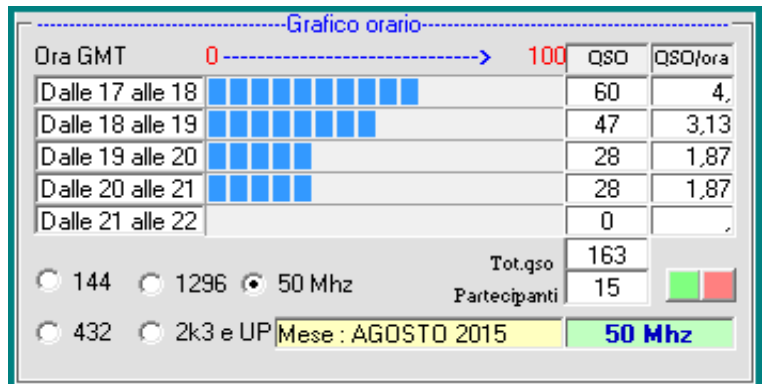 Grafico orario
Ora GMT 0 -----------------------------> 100 QSO QSO/ora
Dalle 17 alle 18 60 4,
Dalle 18 alle 19 47 3,13
Dalle 19 alle 20 28 1,87
Dalle 20 alle 21 28 1,87
Dalle 21 alle 22 0 ,
Tot.qso 163
144 1296 50 Mhz
Partecipanti 15
432 2k3 e UP Mese : AGOSTO 2015 50 Mhz